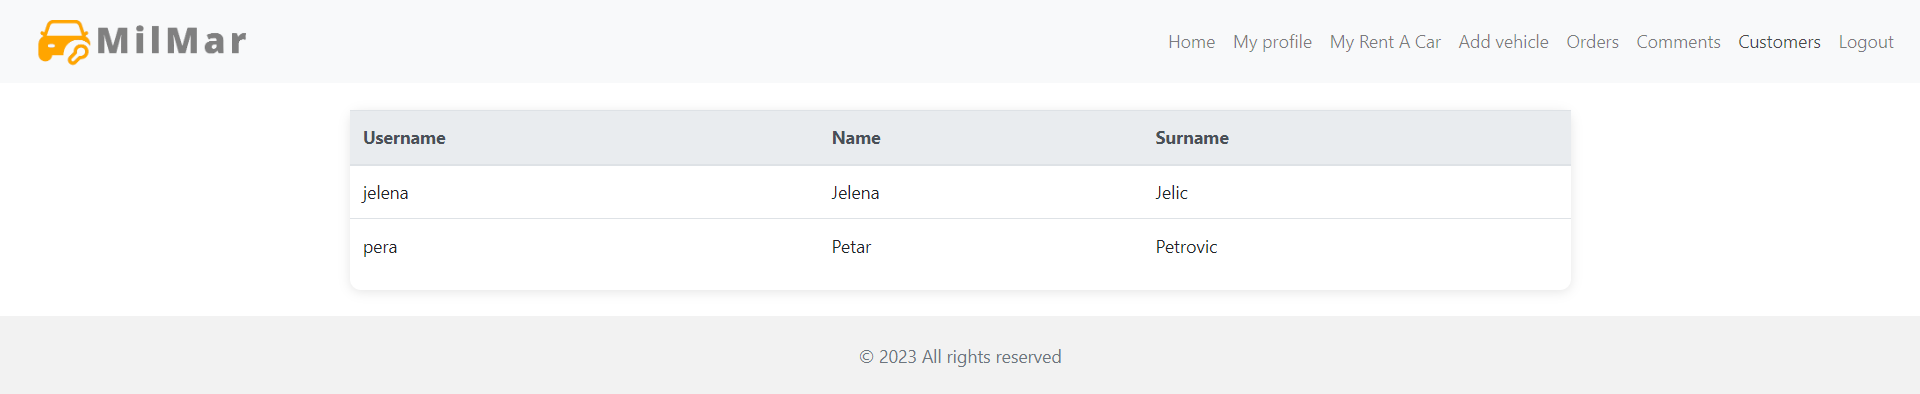 MilMar Home My profile My Rent A Car Add vehicle Orders Comments Customers Logout
Username Name Surname
jelena Jelena Jelic
pera Petar Petrovic
© 2023 All rights reserved